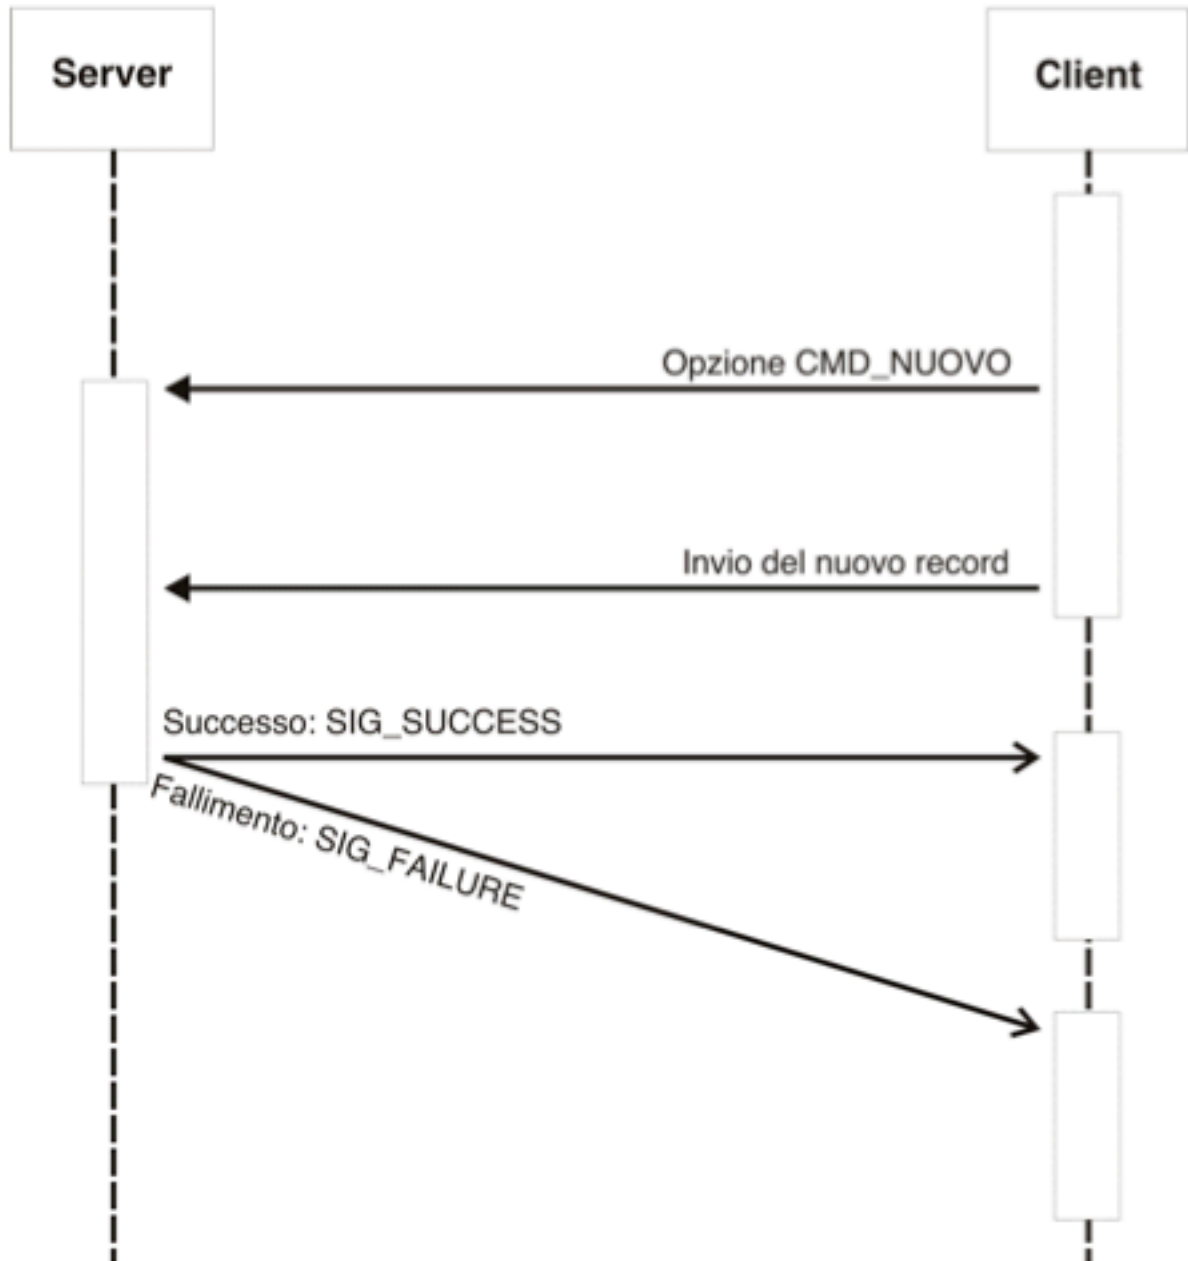 Server
Client
Opzione CMD_NUOVO
Invio del nuovo record
Successo: SIG_SUCCESS
Fallimento: SIG_FAILURE